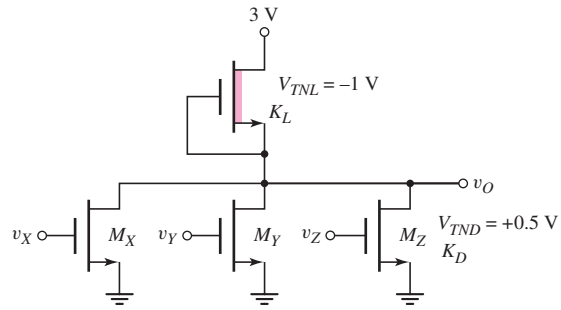 3 V
V_TNL = –1 V
K_L
v_O
v_X M_X v_Y M_Y v_Z M_Z V_TND = +0.5 V
K_D